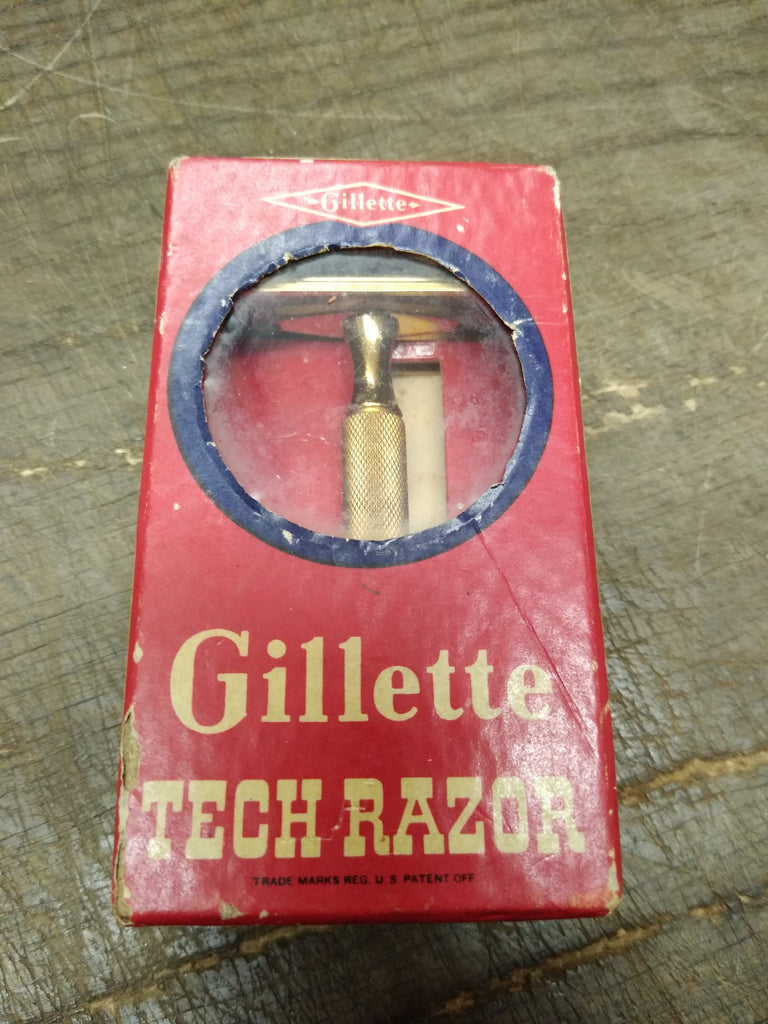 Gillette
Gillette
TECH RAZOR
TRADE MARKS REG. U. S. PATENT OFF